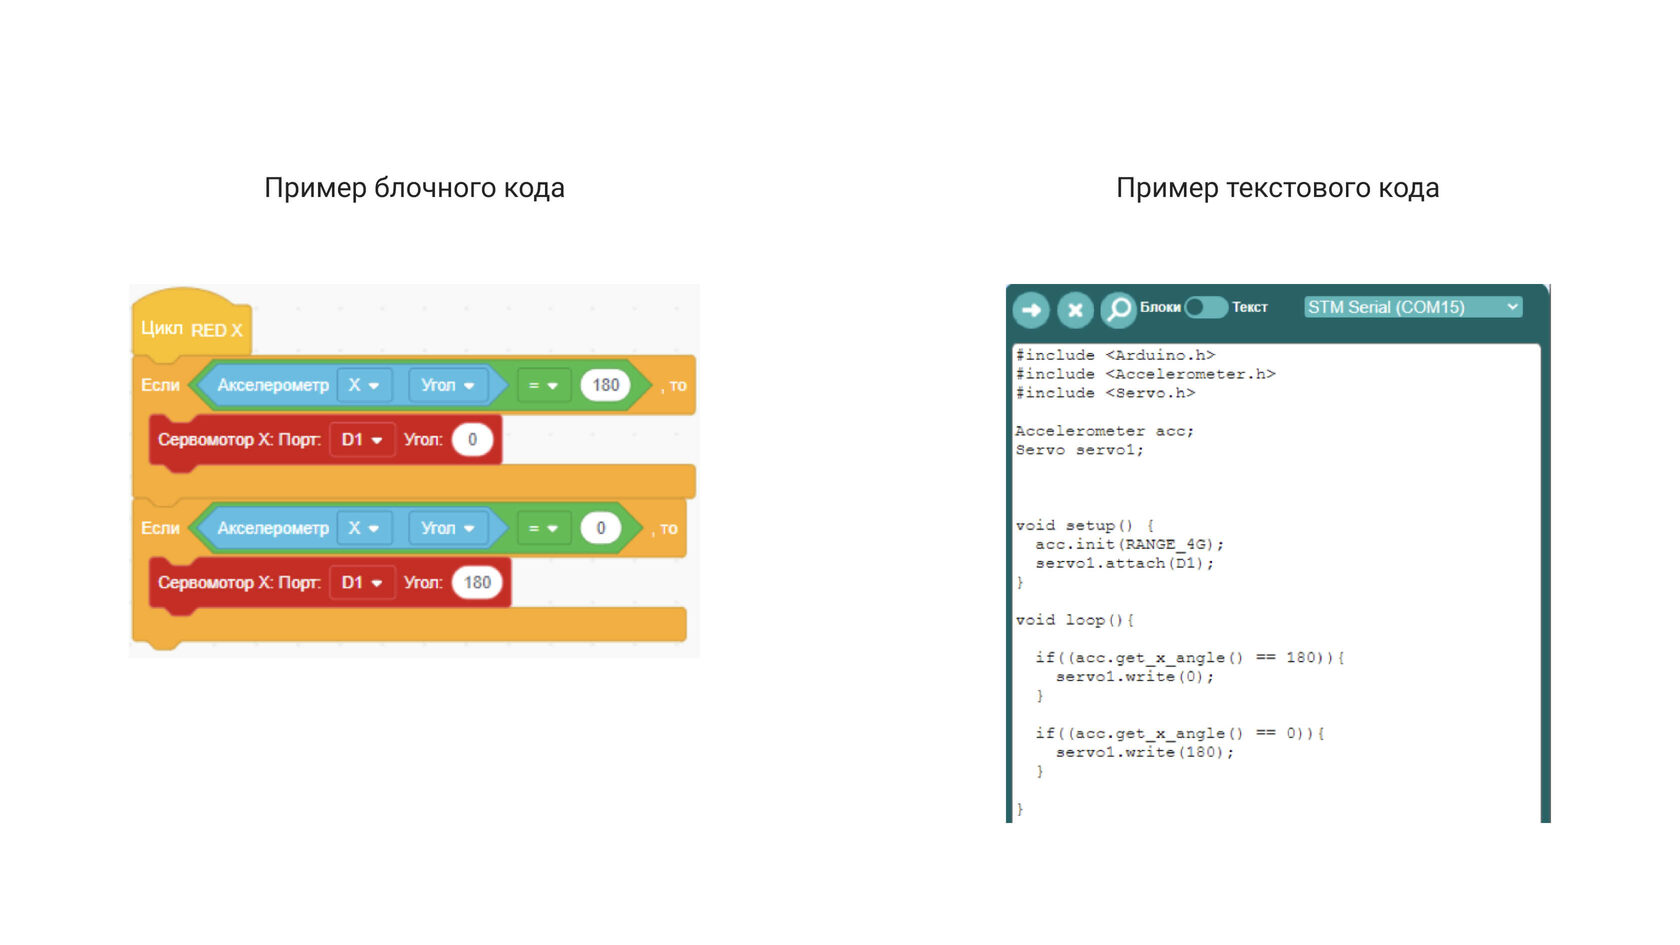 Пример блочного кода
Цикл RED X
Если Акселерометр X Угол = 180 , то
Сервомотор X: Порт: D1 Угол: 0
Если Акселерометр X Угол = 0 , то
Сервомотор X: Порт: D1 Угол: 180
Пример текстового кода
Блоки Текст STM Serial (COM15)
#include <Arduino.h>
#include <Accelerometer.h>
#include <Servo.h>
Accelerometer acc;
Servo servo1;
void setup() {
acc.init(RANGE_4G);
servo1.attach(D1);
}
void loop(){
if((acc.get_x_angle() == 180)){
servo1.write(0);
}
if((acc.get_x_angle() == 0)){
servo1.write(180);
}
}